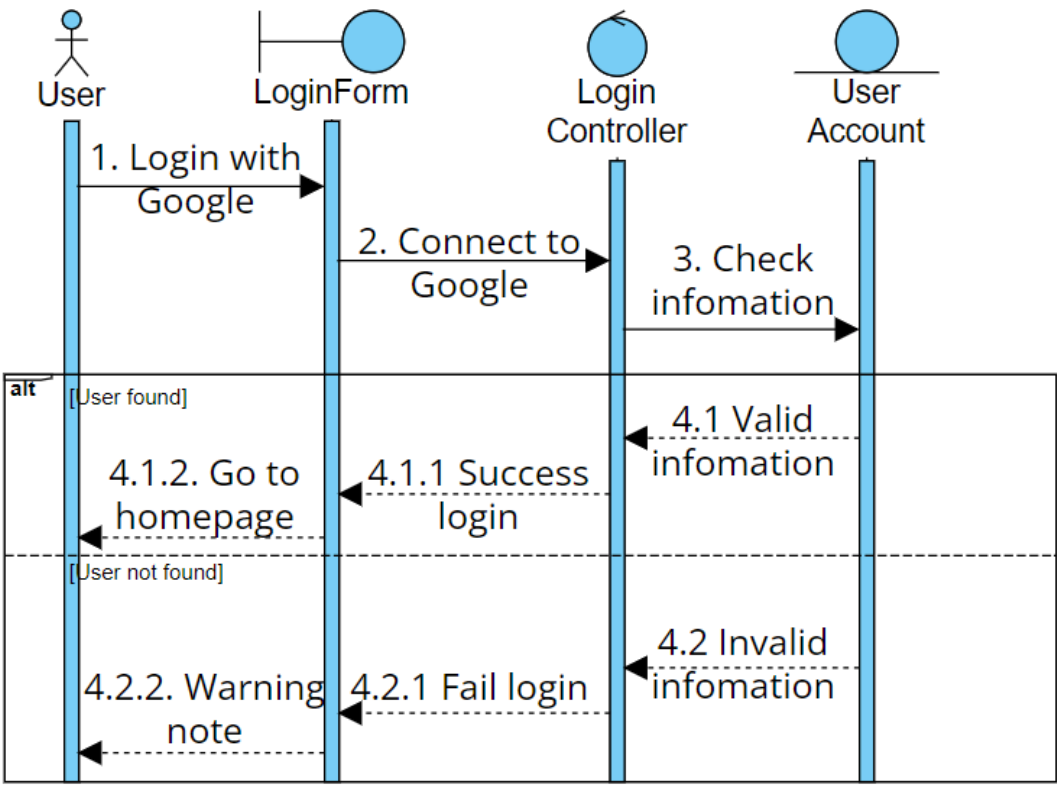 User
LoginForm
Login
Controller
User
Account
1. Login with
Google
2. Connect to
Google
3. Check
infomation
alt
[User found]
4.1 Valid
infomation
4.1.1 Success
login
4.1.2. Go to
homepage
[User not found]
4.2 Invalid
infomation
4.2.1 Fail login
4.2.2. Warning
note